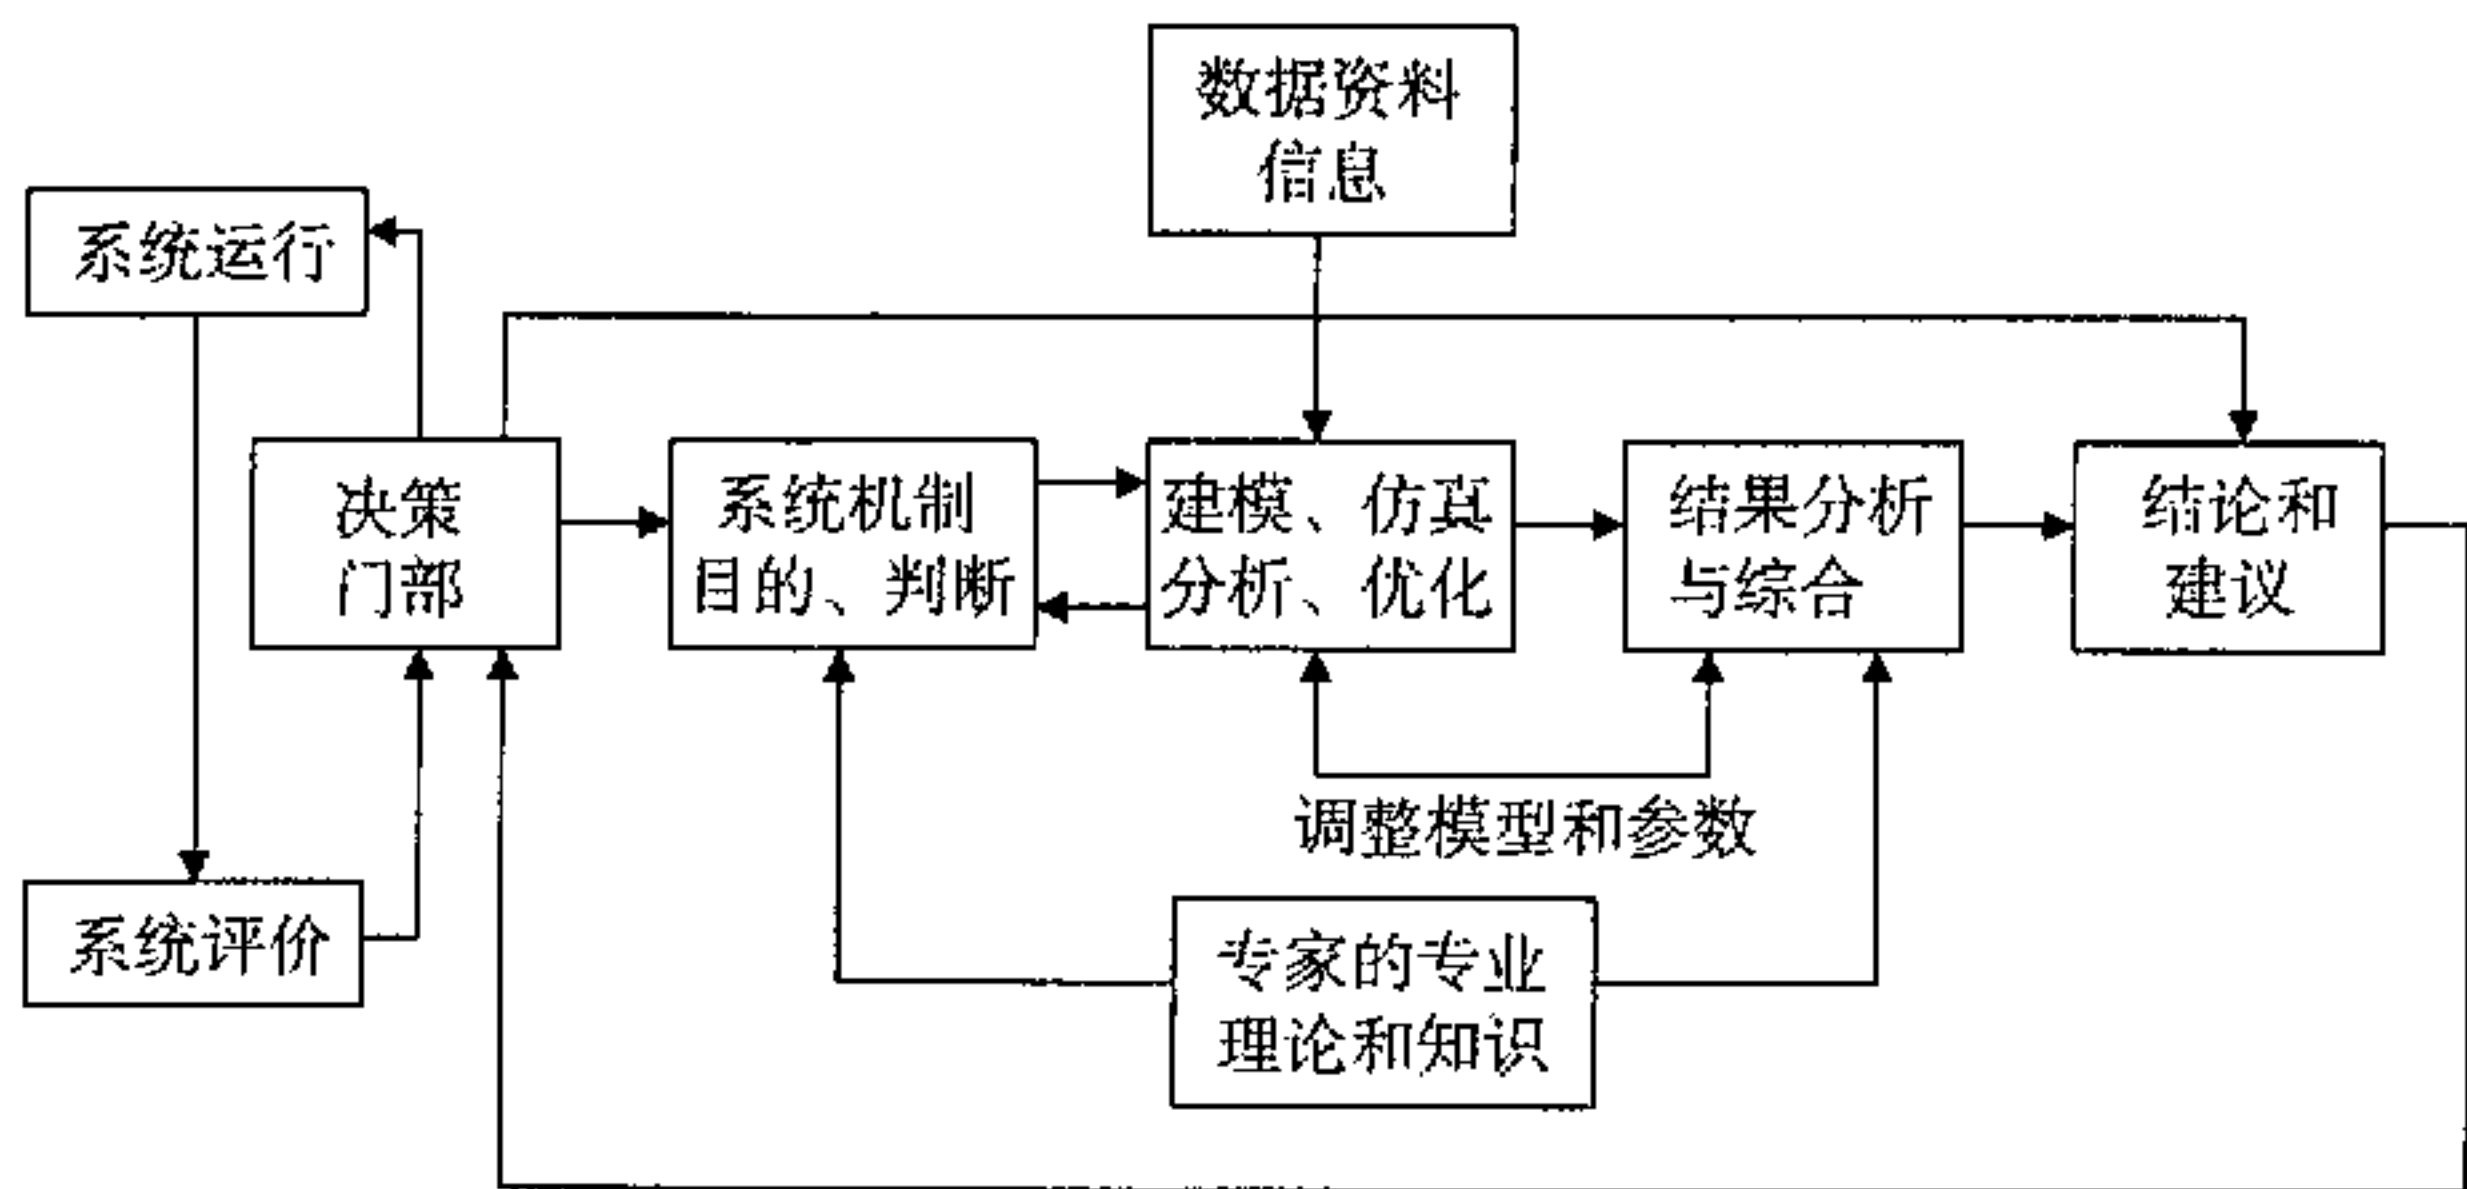 数据资料
信息
系统运行
决策
门部
系统机制
目的、判断
建模、仿真
分析、优化
结果分析
与综合
结论和
建议
调整模型和参数
系统评价
专家的专业
理论和知识